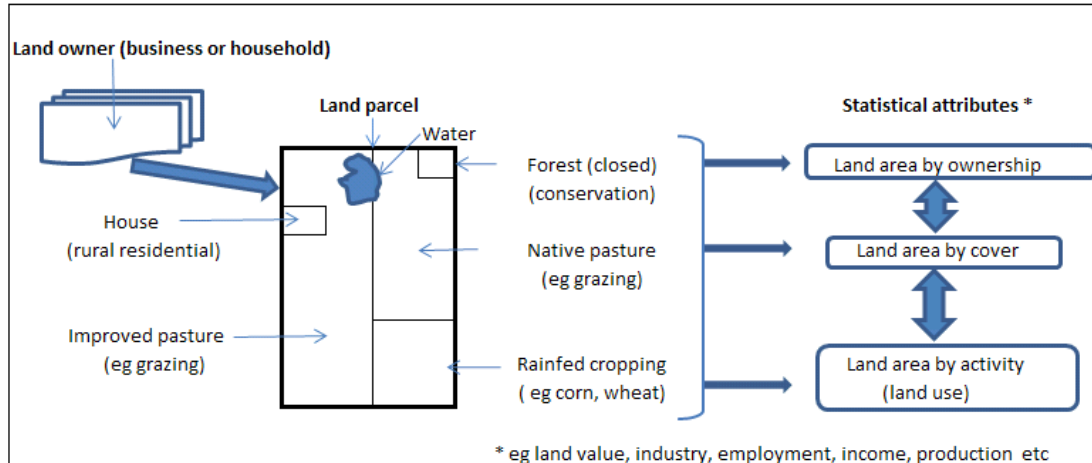 Land owner (business or household)
Land parcel
Water
House
(rural residential)
Improved pasture
(eg grazing)
Forest (closed)
(conservation)
Native pasture
(eg grazing)
Rainfed cropping
( eg corn, wheat)
Statistical attributes *
Land area by ownership
Land area by cover
Land area by activity
(land use)
* eg land value, industry, employment, income, production etc